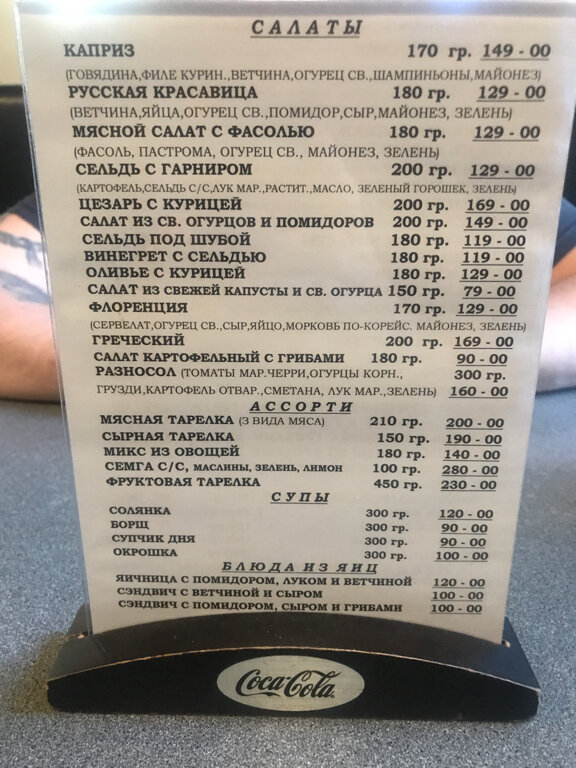 САЛАТЫ
КАПРИЗ 170 гр. 149 - 00
(ГОВЯДИНА,ФИЛЕ КУРИН.,ВЕТЧИНА,ОГУРЕЦ СВ.,ШАМПИНЬОНЫ,МАЙОНЕЗ)
РУССКАЯ КРАСАВИЦА 180 гр. 129 - 00
(ВЕТЧИНА,ЯЙЦА,ОГУРЕЦ СВ.,ПОМИДОР,СЫР,МАЙОНЕЗ, ЗЕЛЕНЬ)
МЯСНОЙ САЛАТ С ФАСОЛЬЮ 180 гр. 129 - 00
(ФАСОЛЬ, ПАСТРОМА, ОГУРЕЦ СВ., МАЙОНЕЗ, ЗЕЛЕНЬ)
СЕЛЬДЬ С ГАРНИРОМ 200 гр. 129 - 00
(КАРТОФЕЛЬ,СЕЛЬДЬ С/С,ЛУК МАР.,РАСТИТ.,МАСЛО, ЗЕЛЕНЫЙ ГОРОШЕК, ЗЕЛЕНЬ)
ЦЕЗАРЬ С КУРИЦЕЙ 200 гр. 169 - 00
САЛАТ ИЗ СВ. ОГУРЦОВ И ПОМИДОРОВ 200 гр. 149 - 00
СЕЛЬДЬ ПОД ШУБОЙ 180 гр. 119 - 00
ВИНЕГРЕТ С СЕЛЬДЬЮ 180 гр. 119 - 00
ОЛИВЬЕ С КУРИЦЕЙ 180 гр. 129 - 00
САЛАТ ИЗ СВЕЖЕЙ КАПУСТЫ И СВ. ОГУРЦА 150 гр. 79 - 00
ФЛОРЕНЦИЯ 170 гр. 129 - 00
(СЕРВЕЛАТ,ОГУРЕЦ СВ.,СЫР,ЯЙЦО,МОРКОВЬ ПО-КОРЕЙС. МАЙОНЕЗ, ЗЕЛЕНЬ)
ГРЕЧЕСКИЙ 200 гр. 169 - 00
САЛАТ КАРТОФЕЛЬНЫЙ С ГРИБАМИ 180 гр. 90 - 00
РАЗНОСОЛ (ТОМАТЫ МАР.ЧЕРРИ,ОГУРЦЫ КОРН., 300 гр.
ГРУЗДИ,КАРТОФЕЛЬ ОТВАР.,СМЕТАНА, ЛУК МАР.,ЗЕЛЕНЬ) 160 - 00
АССОРТИ
МЯСНАЯ ТАРЕЛКА (3 ВИДА МЯСА) 210 гр. 200 - 00
СЫРНАЯ ТАРЕЛКА 150 гр. 190 - 00
МИКС ИЗ ОВОЩЕЙ 180 гр. 140 - 00
СЕМГА С/С, МАСЛИНЫ, ЗЕЛЕНЬ, ЛИМОН 100 гр. 280 - 00
ФРУКТОВАЯ ТАРЕЛКА 450 гр. 230 - 00
СУПЫ
СОЛЯНКА 300 гр. 120 - 00
БОРЩ 300 гр. 90 - 00
СУПЧИК ДНЯ 300 гр. 90 - 00
ОКРОШКА 300 гр. 100 - 00
БЛЮДА ИЗ ЯИЦ
ЯИЧНИЦА С ПОМИДОРОМ, ЛУКОМ И ВЕТЧИНОЙ 120 - 00
СЭНДВИЧ С ВЕТЧИНОЙ И СЫРОМ 100 - 00
СЭНДВИЧ С ПОМИДОРОМ, СЫРОМ И ГРИБАМИ 100 - 00
Coca-Cola